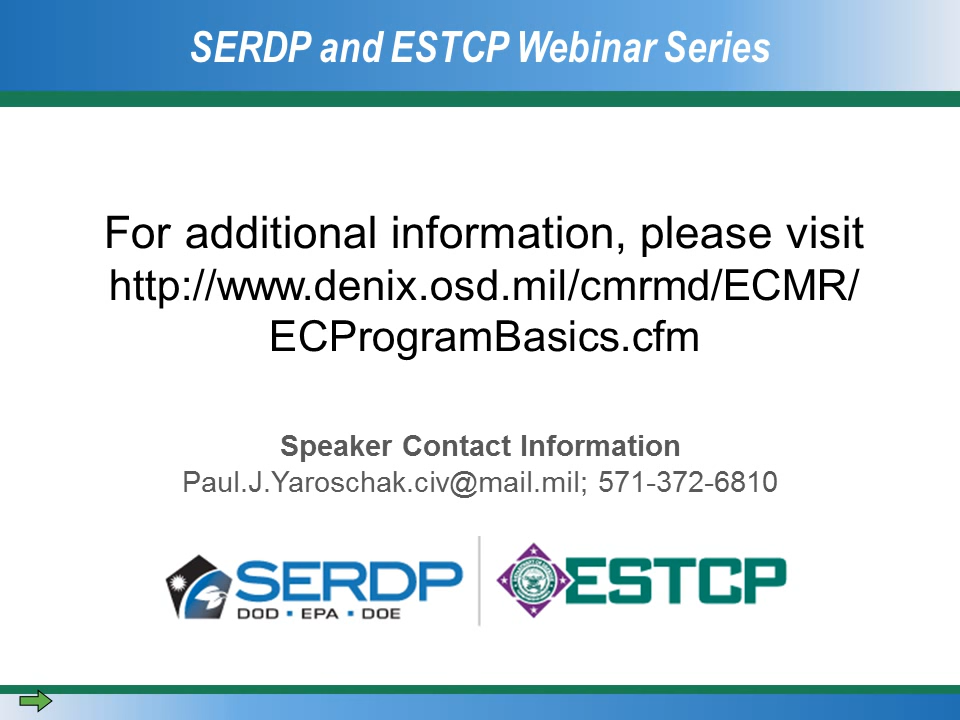 SERDP and ESTCP Webinar Series
For additional information, please visit
http://www.denix.osd.mil/cmrmd/ECMR/
ECProgramBasics.cfm
Speaker Contact Information
Paul.J.Yaroschak.civ@mail.mil; 571-372-6810
SERDP
DOD • EPA • DOE
ESTCP